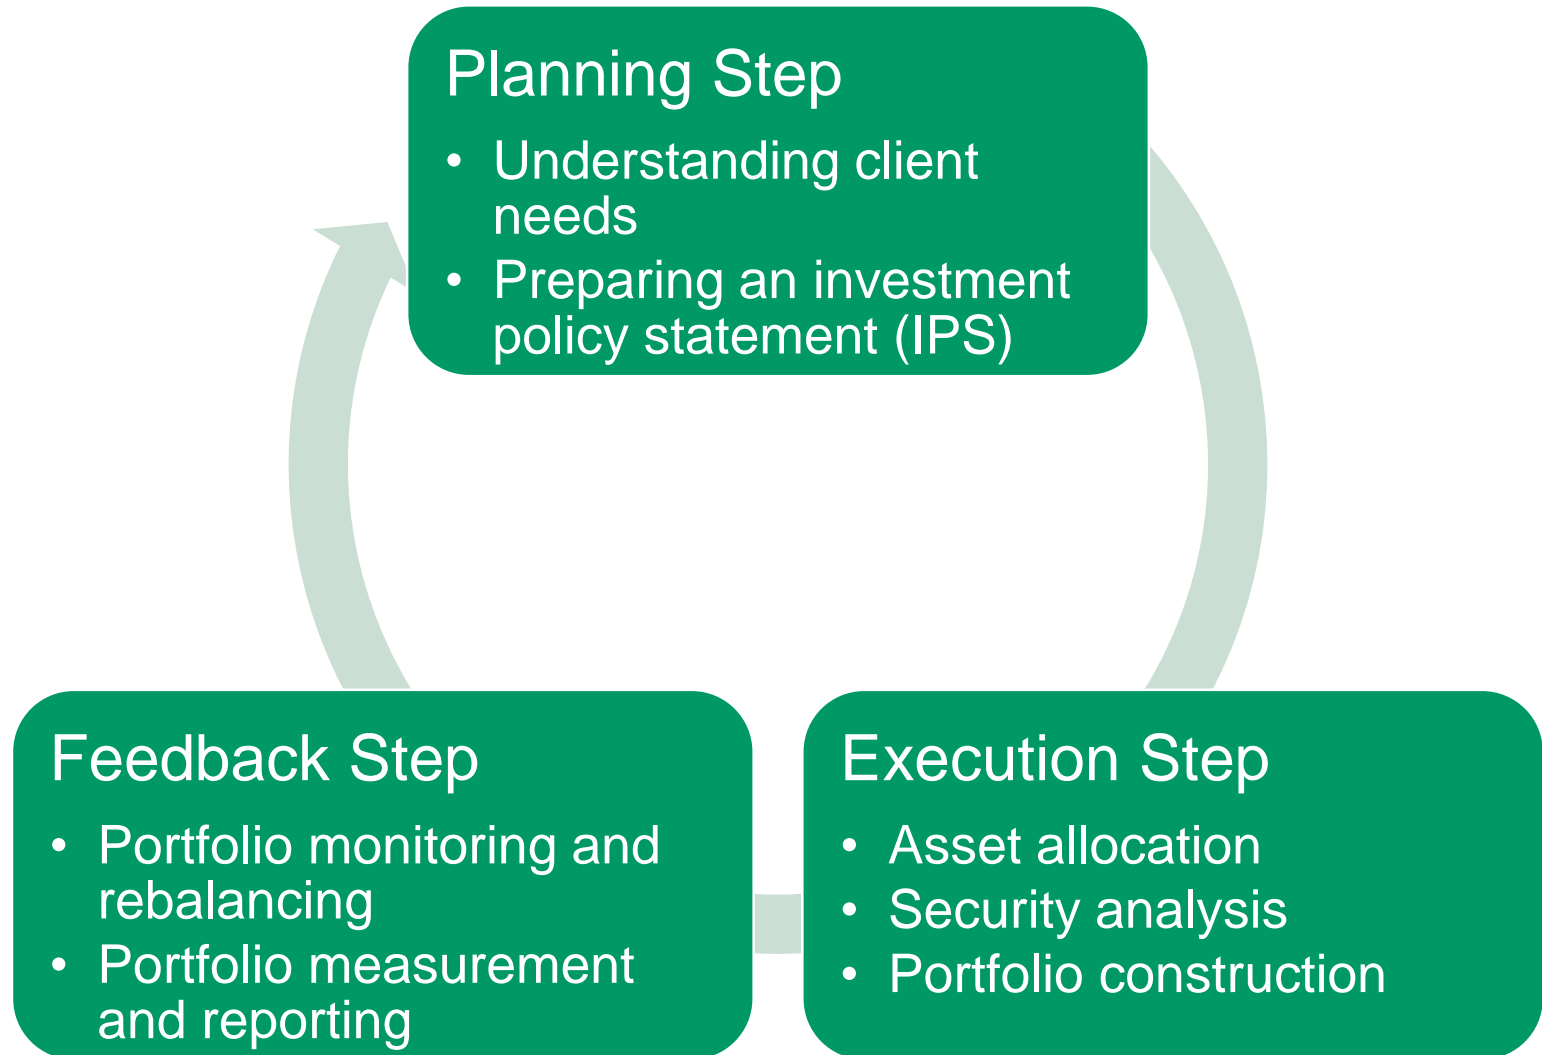 Planning Step
• Understanding client
needs
• Preparing an investment
policy statement (IPS)
Feedback Step
• Portfolio monitoring and
rebalancing
• Portfolio measurement
and reporting
Execution Step
• Asset allocation
• Security analysis
• Portfolio construction